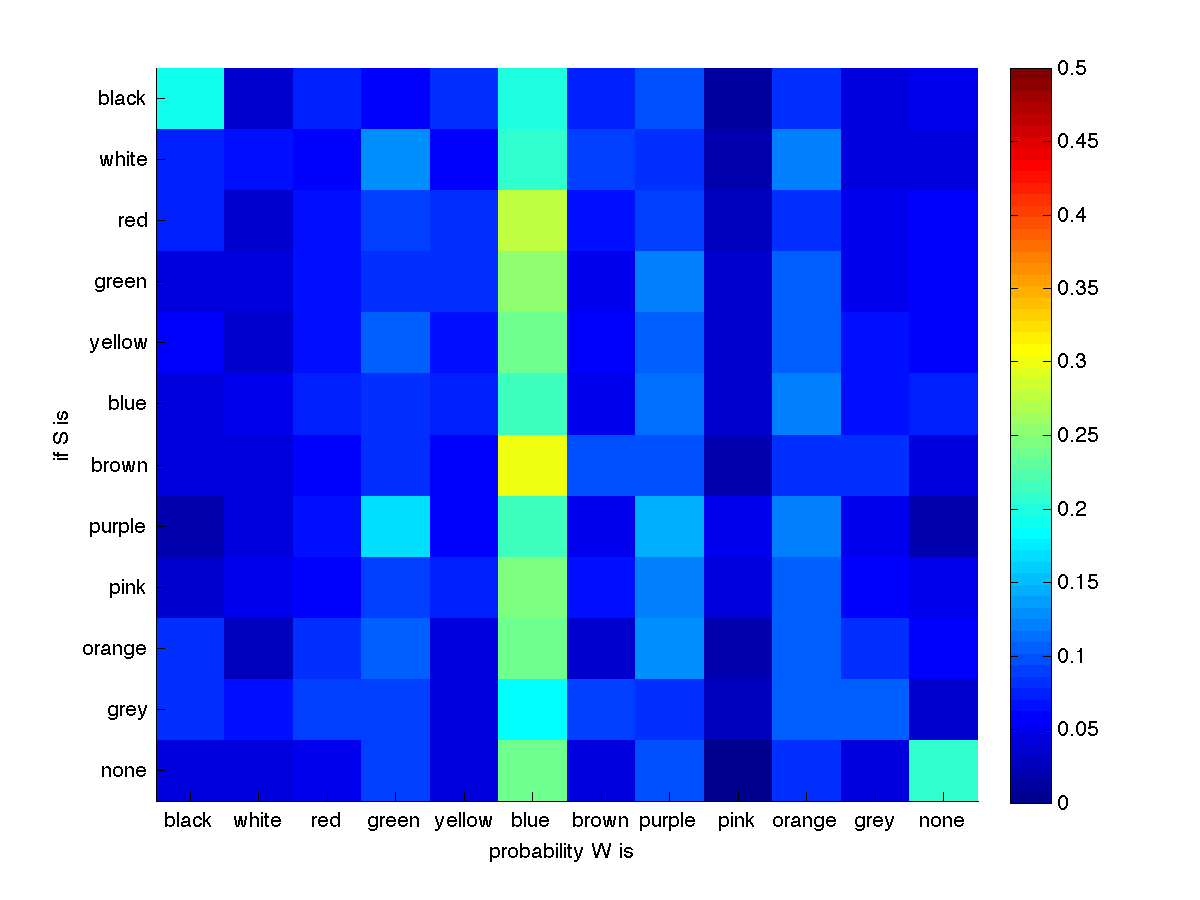 black
white
red
green
yellow
blue
brown
purple
pink
orange
grey
none
if S is
black white red green yellow blue brown purple pink orange grey none
probability W is
0.5
0.45
0.4
0.35
0.3
0.25
0.2
0.15
0.1
0.05
0